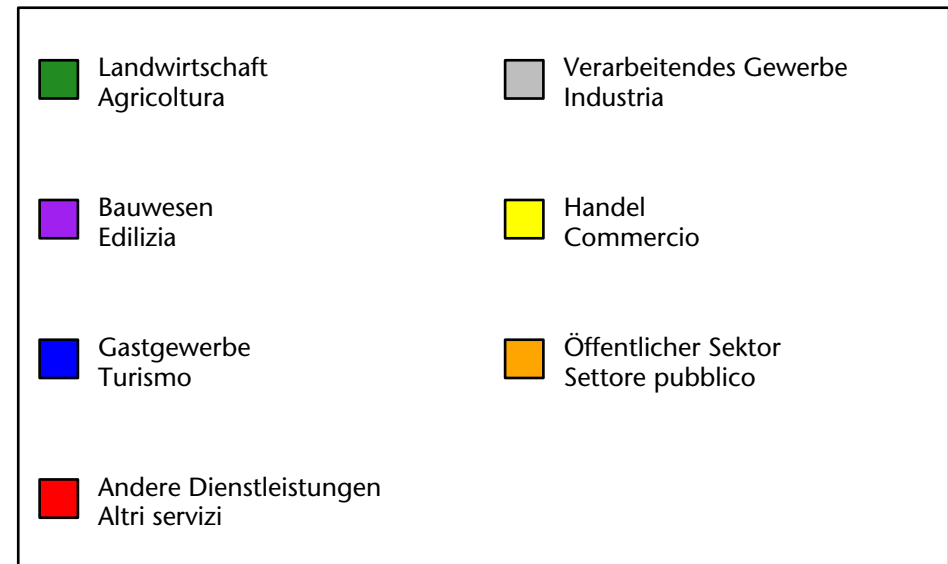 Landwirtschaft
Agricoltura
Verarbeitendes Gewerbe
Industria
Bauwesen
Edilizia
Handel
Commercio
Gastgewerbe
Turismo
Öffentlicher Sektor
Settore pubblico
Andere Dienstleistungen
Altri servizi